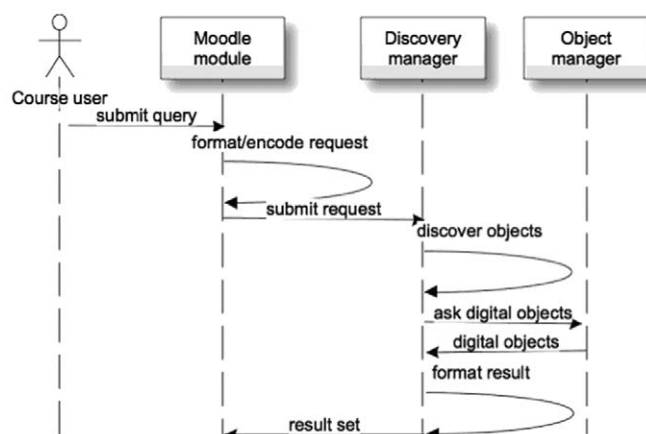 Moodle
module
Discovery
manager
Object
manager
Course user
submit query
format/encode request
submit request
discover objects
ask digital objects
digital objects
format result
result set